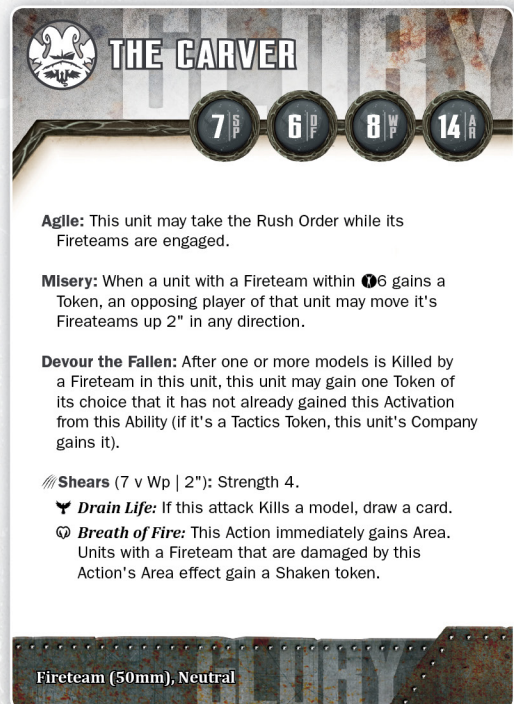 GLORY
THE CARVER
7 SP 6 DF 8 WP 14 AR
Agile: This unit may take the Rush Order while its
Fireteams are engaged.
Misery: When a unit with a Fireteam within 6 gains a
Token, an opposing player of that unit may move it's
Fireateams up 2" in any direction.
Devour the Fallen: After one or more models is Killed by
a Fireteam in this unit, this unit may gain one Token of
its choice that it has not already gained this Activation
from this Ability (if it's a Tactics Token, this unit's Company
gains it).
Shears (7 v Wp | 2"): Strength 4.
Drain Life: If this attack Kills a model, draw a card.
Breath of Fire: This Action immediately gains Area.
Units with a Fireteam that are damaged by this
Action's Area effect gain a Shaken token.
GLORY
Fireteam (50mm), Neutral